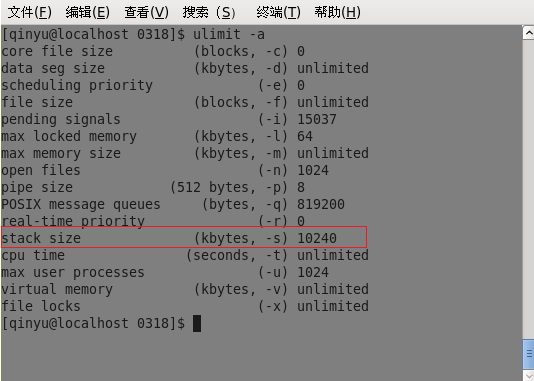 文件(F) 编辑(E) 查看(V) 搜索（S） 终端(T) 帮助(H)
[qinyu@localhost 0318]$ ulimit -a
core file size (blocks, -c) 0
data seg size (kbytes, -d) unlimited
scheduling priority (-e) 0
file size (blocks, -f) unlimited
pending signals (-i) 15037
max locked memory (kbytes, -l) 64
max memory size (kbytes, -m) unlimited
open files (-n) 1024
pipe size (512 bytes, -p) 8
POSIX message queues (bytes, -q) 819200
real-time priority (-r) 0
stack size (kbytes, -s) 10240
cpu time (seconds, -t) unlimited
max user processes (-u) 1024
virtual memory (kbytes, -v) unlimited
file locks (-x) unlimited
[qinyu@localhost 0318]$